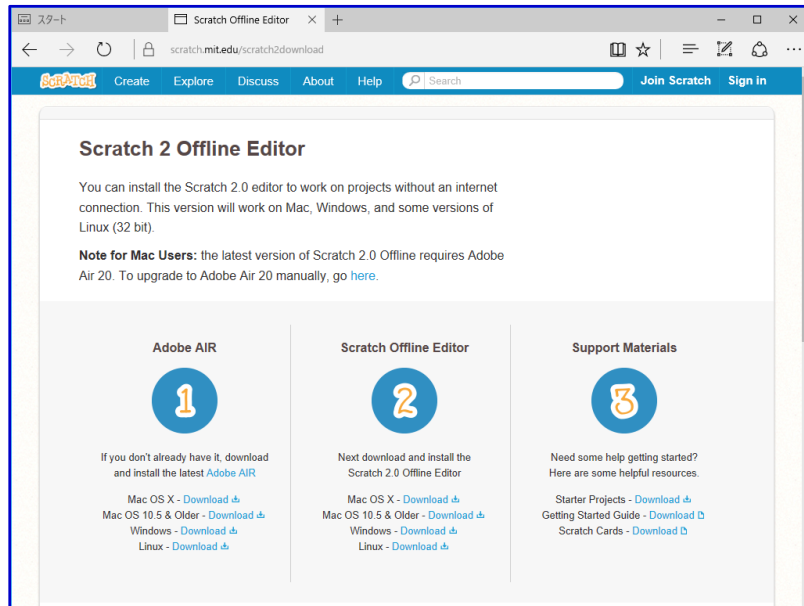 スタート
Scratch Offline Editor
scratch.mit.edu/scratch2download
SCRATCH Create Explore Discuss About Help Search Join Scratch Sign in
Scratch 2 Offline Editor
You can install the Scratch 2.0 editor to work on projects without an internet
connection. This version will work on Mac, Windows, and some versions of
Linux (32 bit).
Note for Mac Users: the latest version of Scratch 2.0 Offline requires Adobe
Air 20. To upgrade to Adobe Air 20 manually, go here.
Adobe AIR
1
If you don't already have it, download
and install the latest Adobe AIR
Mac OS X - Download
Mac OS 10.5 & Older - Download
Windows - Download
Linux - Download
Scratch Offline Editor
2
Next download and install the
Scratch 2.0 Offline Editor
Mac OS X - Download
Mac OS 10.5 & Older - Download
Windows - Download
Linux - Download
Support Materials
3
Need some help getting started?
Here are some helpful resources.
Starter Projects - Download
Getting Started Guide - Download
Scratch Cards - Download